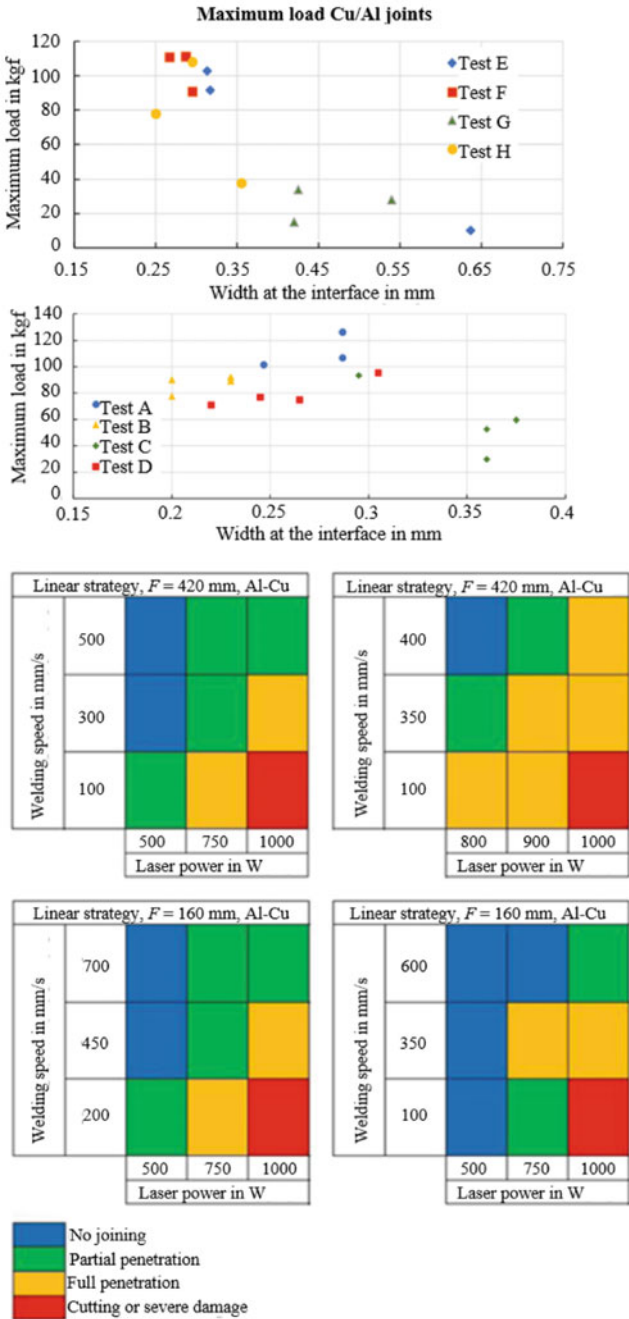 Maximum load Cu/Al joints
Maximum load in kgf
120
100
80
60
40
20
0
Test E
Test F
Test G
Test H
0.15 0.25 0.35 0.45 0.55 0.65 0.75
Width at the interface in mm
Maximum load in kgf
140
120
100
80
60
40
20
0
Test A
Test B
Test C
Test D
0.15 0.2 0.25 0.3 0.35 0.4
Width at the interface in mm
Linear strategy, F = 420 mm, Al-Cu
Welding speed in mm/s
500
300
100
500 750 1000
Laser power in W
Linear strategy, F = 420 mm, Al-Cu
Welding speed in mm/s
400
350
100
800 900 1000
Laser power in W
Linear strategy, F = 160 mm, Al-Cu
Welding speed in mm/s
700
450
200
500 750 1000
Laser power in W
Linear strategy, F = 160 mm, Al-Cu
Welding speed in mm/s
600
350
100
500 750 1000
Laser power in W
No joining
Partial penetration
Full penetration
Cutting or severe damage